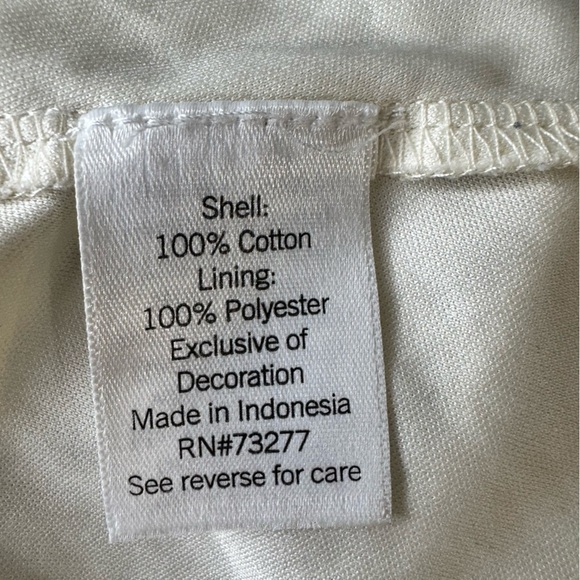 Shell:
100% Cotton
Lining:
100% Polyester
Exclusive of
Decoration
Made in Indonesia
RN#73277
See reverse for care